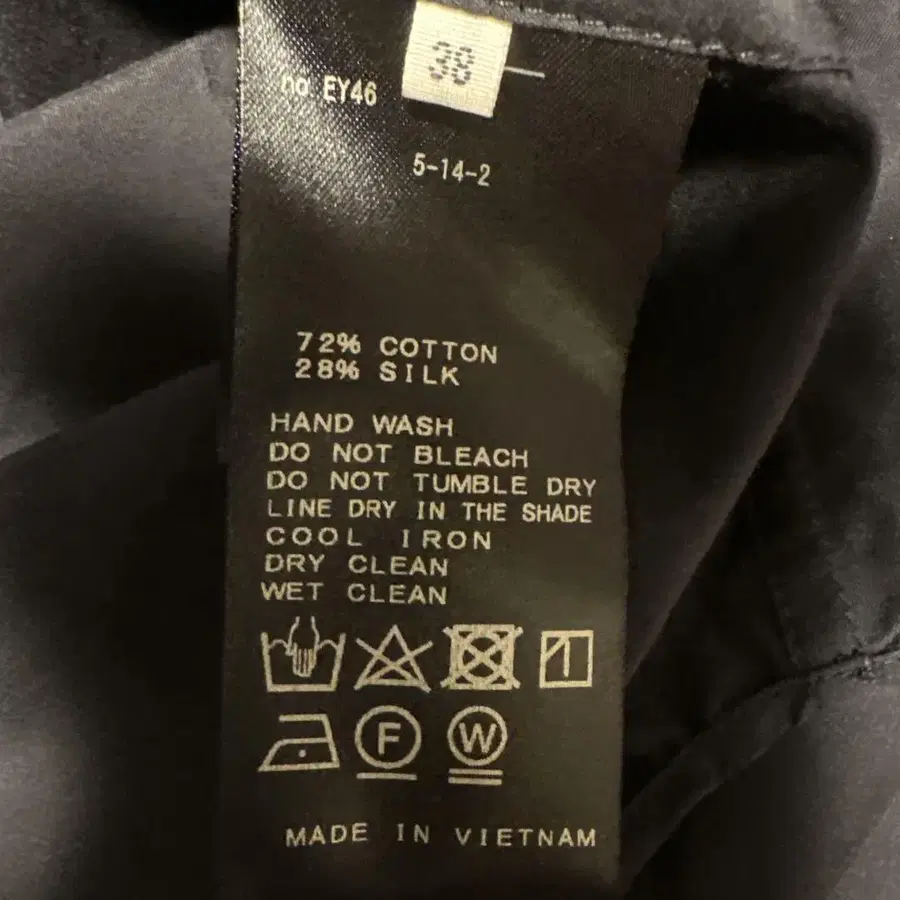 38
no EY46
5-14-2
72% COTTON
28% SILK
HAND WASH
DO NOT BLEACH
DO NOT TUMBLE DRY
LINE DRY IN THE SHADE
COOL IRON
DRY CLEAN
WET CLEAN
F W
MADE IN VIETNAM